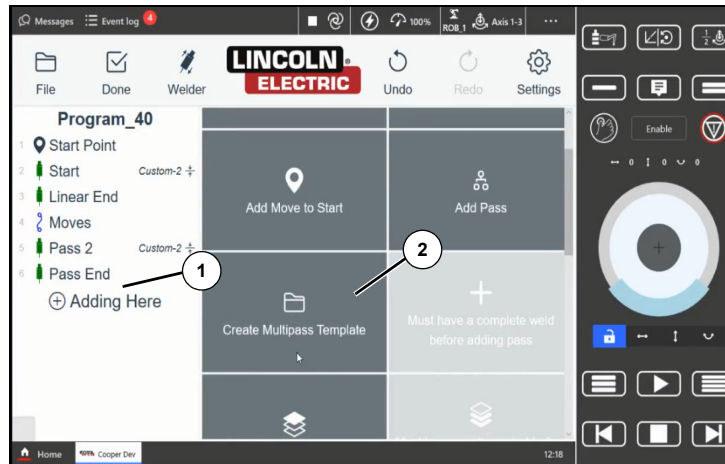 Messages Event log 4 100% Σ ROB_1 Axis 1-3 ...
LINCOLN
ELECTRIC
File Done Welder Undo Redo Settings
Program_40
1 Start Point
2 Start Custom-2
3 Linear End
4 Moves
5 Pass 2 Custom-2
6 Pass End
Adding Here
1
2
Add Move to Start
Add Pass
Create Multipass Template
Must have a complete weld
before adding pass
Enable
0 0 0
Home Cooper Dev 12:18